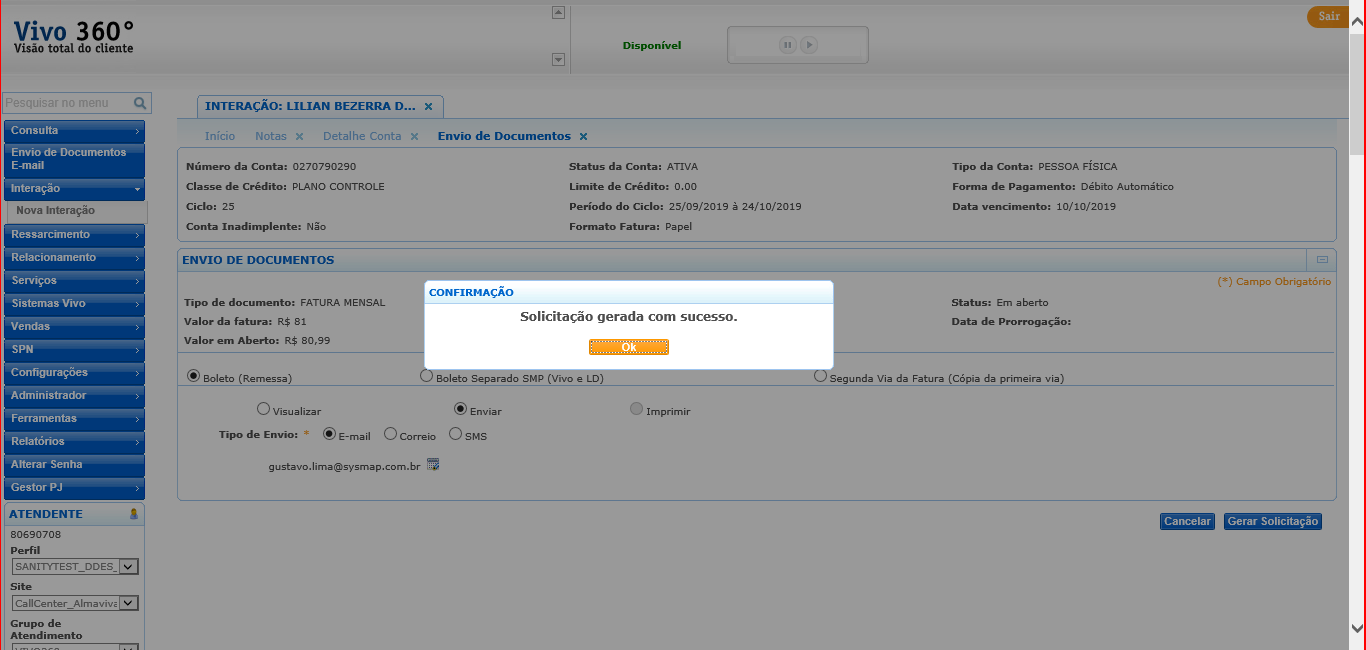 Vivo 360°
Visão total do cliente
Disponível
Sair
Pesquisar no menu
INTERAÇÃO: LILIAN BEZERRA D...
Início Notas Detalhe Conta Envio de Documentos
Consulta
Envio de Documentos
E-mail
Interação
Nova Interação
Ressarcimento
Relacionamento
Serviços
Sistemas Vivo
Vendas
SPN
Configurações
Administrador
Ferramentas
Relatórios
Alterar Senha
Gestor PJ
Número da Conta: 0270790290 Status da Conta: ATIVA Tipo da Conta: PESSOA FÍSICA
Classe de Crédito: PLANO CONTROLE Limite de Crédito: 0.00 Forma de Pagamento: Débito Automático
Ciclo: 25 Período do Ciclo: 25/09/2019 à 24/10/2019 Data vencimento: 10/10/2019
Conta Inadimplente: Não Formato Fatura: Papel
ENVIO DE DOCUMENTOS
(*) Campo Obrigatório
Tipo de documento: FATURA MENSAL Status: Em aberto
Valor da fatura: R$ 81 Data de Prorrogação:
Valor em Aberto: R$ 80,99
CONFIRMAÇÃO
Solicitação gerada com sucesso.
Ok
Boleto (Remessa) Boleto Separado SMP (Vivo e LD) Segunda Via da Fatura (Cópia da primeira via)
Visualizar Enviar Imprimir
Tipo de Envio: * E-mail Correio SMS
gustavo.lima@sysmap.com.br
Cancelar Gerar Solicitação
ATENDENTE
80690708
Perfil
SANITYTEST_DDES_
Site
CallCenter_Almaviva
Grupo de
Atendimento